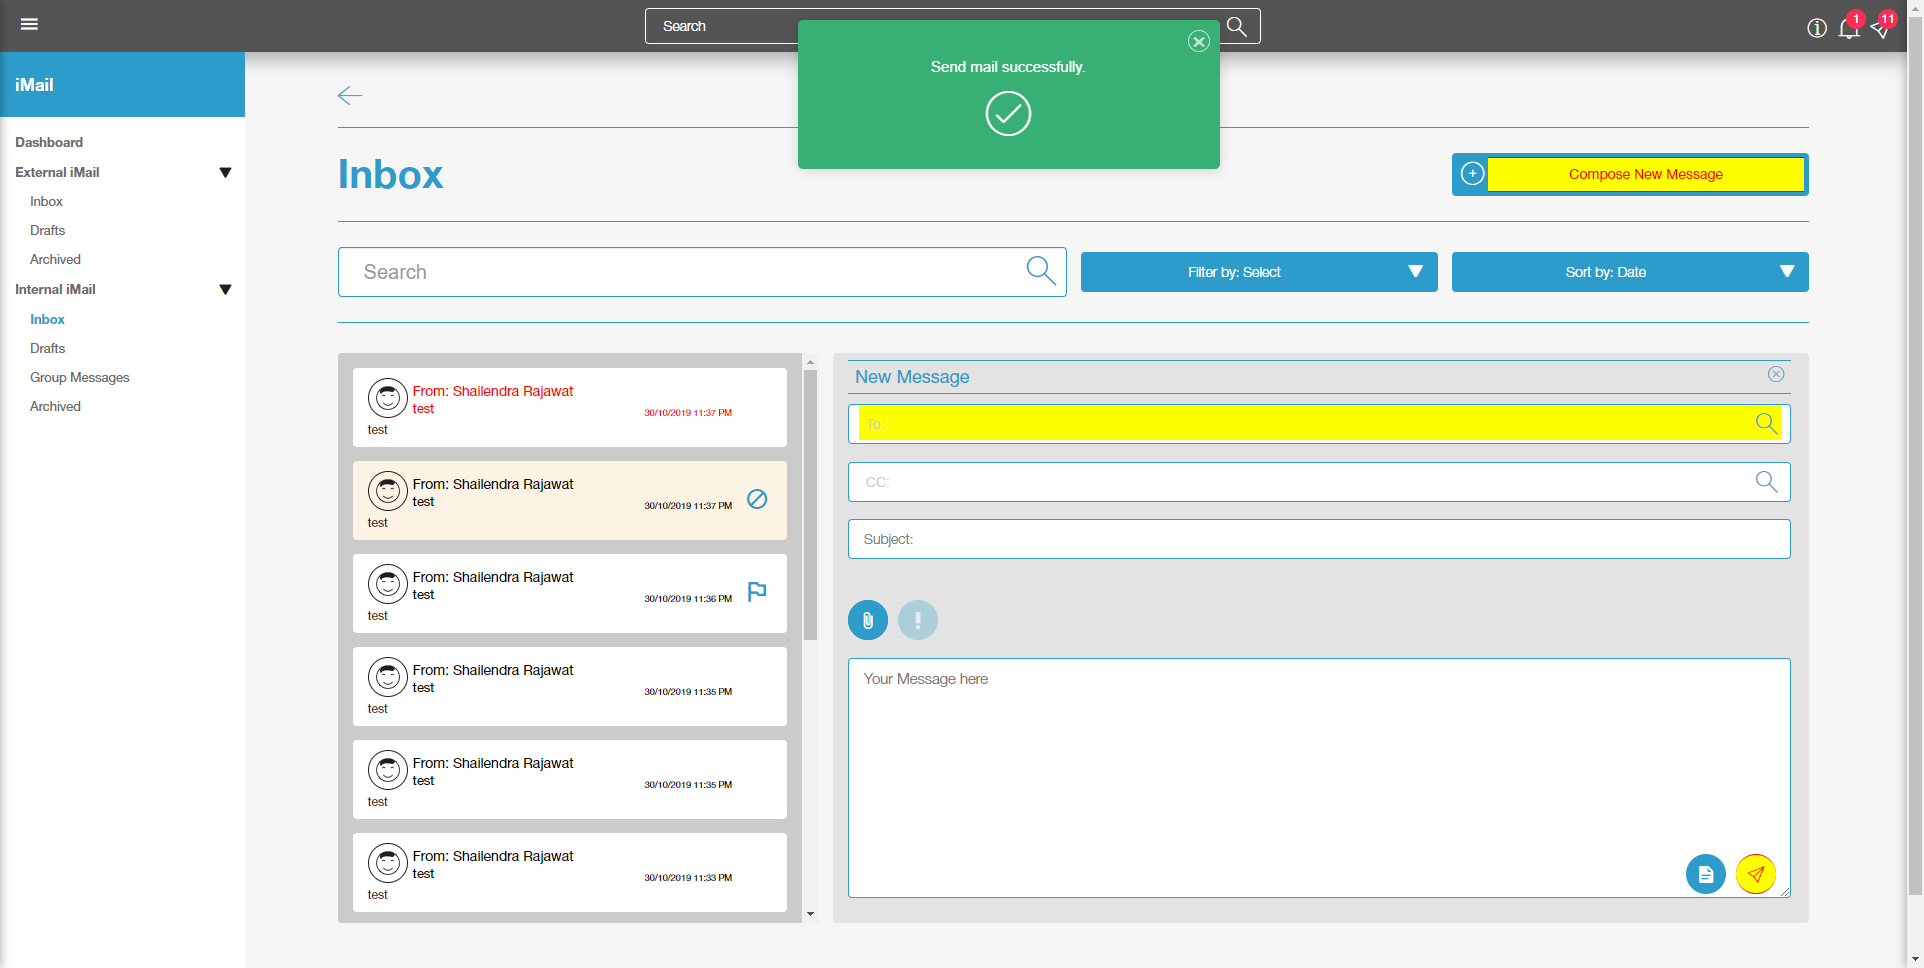 Search
1
11
Send mail successfully.
iMail
Dashboard
External iMail
Inbox
Drafts
Archived
Internal iMail
Inbox
Drafts
Group Messages
Archived
Inbox
Compose New Message
Search
Filter by: Select
Sort by: Date
From: Shailendra Rajawat
test
30/10/2019 11:37 PM
test
From: Shailendra Rajawat
test
30/10/2019 11:37 PM
test
From: Shailendra Rajawat
test
30/10/2019 11:36 PM
test
From: Shailendra Rajawat
test
30/10/2019 11:35 PM
test
From: Shailendra Rajawat
test
30/10/2019 11:35 PM
test
From: Shailendra Rajawat
test
30/10/2019 11:33 PM
test
New Message
To:
CC:
Subject:
Your Message here